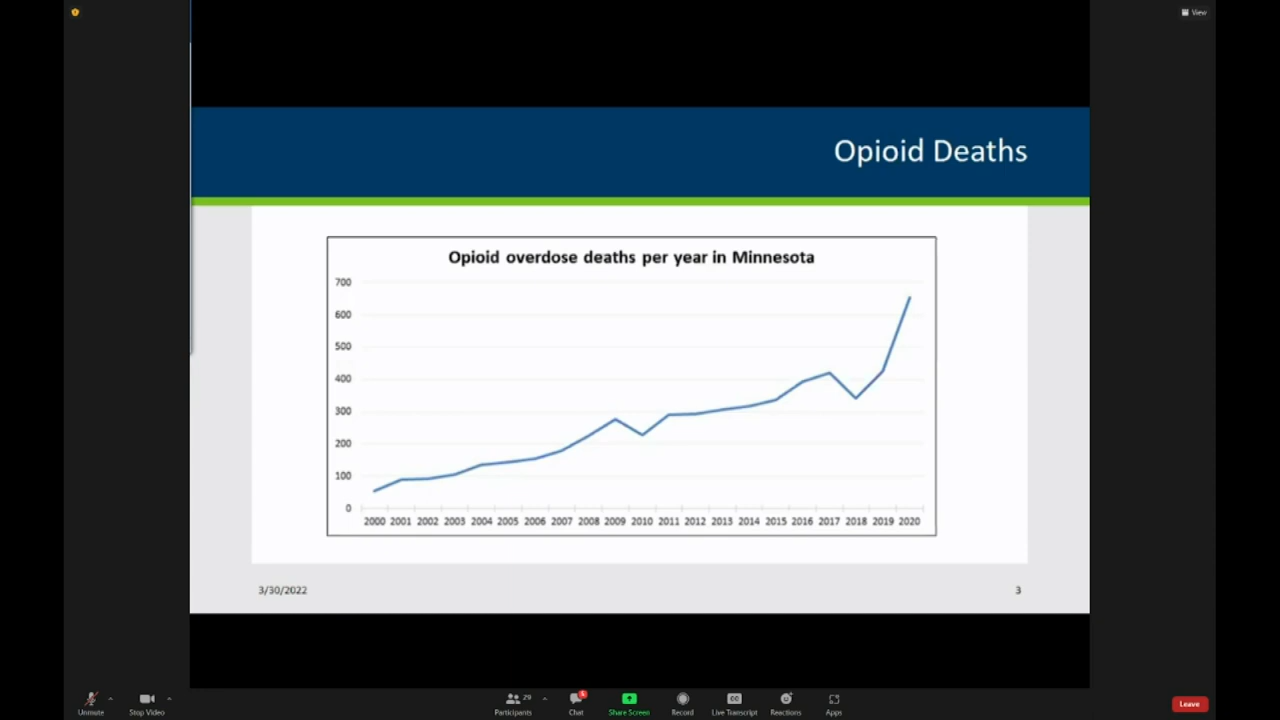 View
Opioid Deaths
Opioid overdose deaths per year in Minnesota
700
600
500
400
300
200
100
0
2000 2001 2002 2003 2004 2005 2006 2007 2008 2009 2010 2011 2012 2013 2014 2015 2016 2017 2018 2019 2020
3/30/2022
3
29
Unmute Stop Video Participants Chat Share Screen Record Live Transcript Reactions Apps Leave